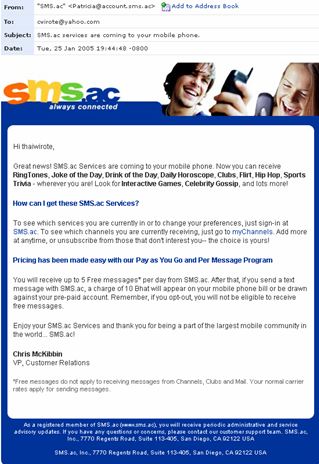 From: "SMS.ac" <Patricia@account.sms.ac> Add to Address Book
To: cvirote@yahoo.com
Subject: SMS.ac services are coming to your mobile phone.
Date: Tue, 25 Jan 2005 19:44:48 -0800
sms.ac
always connected
Hi thaiwirote,
Great news! SMS.ac Services are coming to your mobile phone. Now you can receive
RingTones, Joke of the Day, Drink of the Day, Daily Horoscope, Clubs, Flirt, Hip Hop, Sports
Trivia - wherever you are! Look for Interactive Games, Celebrity Gossip, and lots more!
How can I get these SMS.ac Services?
To see which services you are currently in or to change your preferences, just sign-in at
SMS.ac. To see which channels you are currently receiving, just go to myChannels. Add more
at anytime, or unsubscribe from those that don't interest you-- the choice is yours!
Pricing has been made easy with our Pay as You Go and Per Message Program
You will receive up to 5 Free messages* per day from SMS.ac. After that, if you send a text
message with SMS.ac, a charge of 10 Bhat will appear on your mobile phone bill or be drawn
against your pre-paid account. Remember, if you opt-out, you will not be eligible to receive
free messages.
Enjoy your SMS.ac Services and thank you for being a part of the largest mobile community in
the world... SMS.ac!
Chris McKibbin
VP, Customer Relations
*Free messages do not apply to receiving messages from Channels, Clubs and Mail. Your normal carrier
rates apply for sending messages.
As a registered member of SMS.ac (www.sms.ac), you will receive periodic administrative and service
advisory updates. If you have any questions or concerns, please contact our customer support team. SMS.ac,
Inc., 7770 Regents Road, Suite 113-405, San Diego, CA 92122 USA
SMS.ac, Inc., 7770 Regents Road, Suite 113-405, San Diego, CA 92122 USA